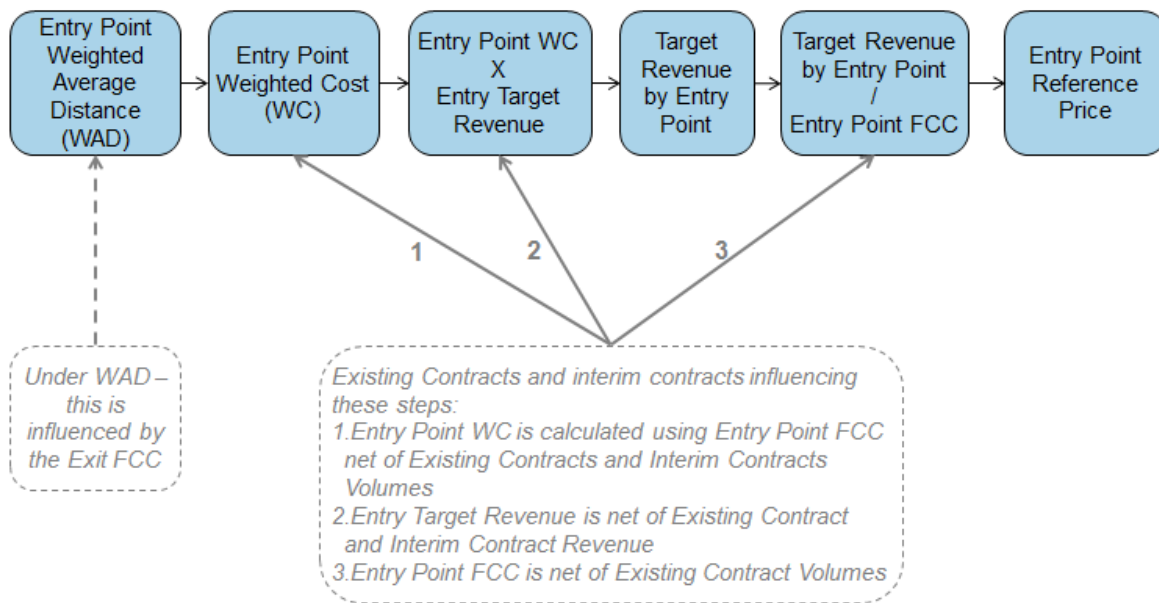 Entry Point
Weighted
Average
Distance
(WAD)
Entry Point
Weighted Cost
(WC)
Entry Point WC
X
Entry Target
Revenue
Target
Revenue
by Entry
Point
Target Revenue
by Entry Point
/
Entry Point FCC
Entry Point
Reference
Price
1
2
3
Under WAD –
this is
influenced by
the Exit FCC
Existing Contracts and interim contracts influencing
these steps:
1.Entry Point WC is calculated using Entry Point FCC
net of Existing Contracts and Interim Contracts
Volumes
2.Entry Target Revenue is net of Existing Contract
and Interim Contract Revenue
3.Entry Point FCC is net of Existing Contract Volumes